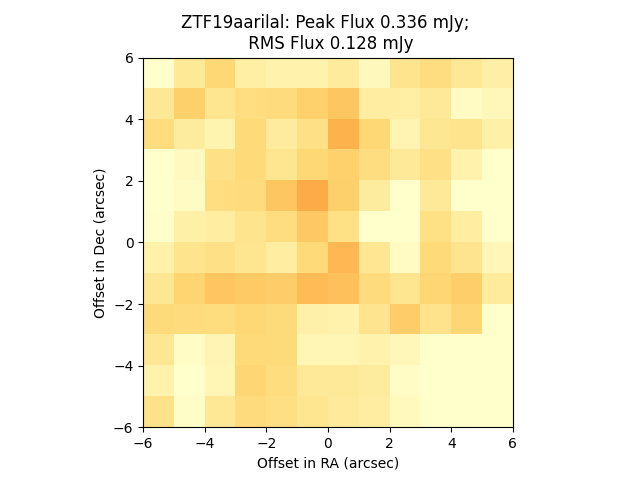 ZTF19aarilal: Peak Flux 0.336 mJy;
RMS Flux 0.128 mJy
6
4
2
0
−2
−4
−6
Offset in Dec (arcsec)
−6 −4 −2 0 2 4 6
Offset in RA (arcsec)